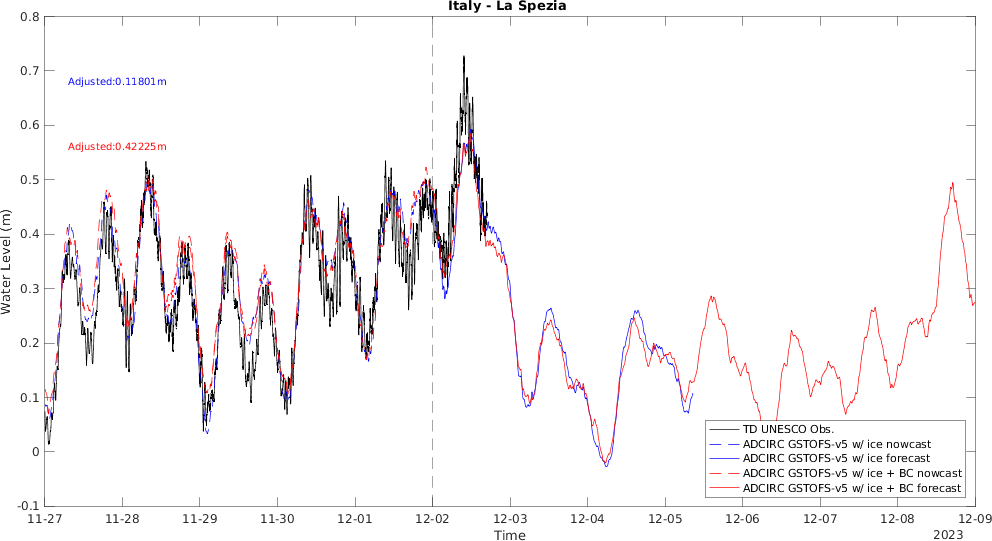 Italy - La Spezia
0.8
0.7
0.6
0.5
0.4
0.3
0.2
0.1
0
-0.1
Water Level (m)
Adjusted:0.11801m
Adjusted:0.42225m
TD UNESCO Obs.
ADCIRC GSTOFS-v5 w/ ice nowcast
ADCIRC GSTOFS-v5 w/ ice forecast
ADCIRC GSTOFS-v5 w/ ice + BC nowcast
ADCIRC GSTOFS-v5 w/ ice + BC forecast
11-27 11-28 11-29 11-30 12-01 12-02 12-03 12-04 12-05 12-06 12-07 12-08 12-09
Time
2023